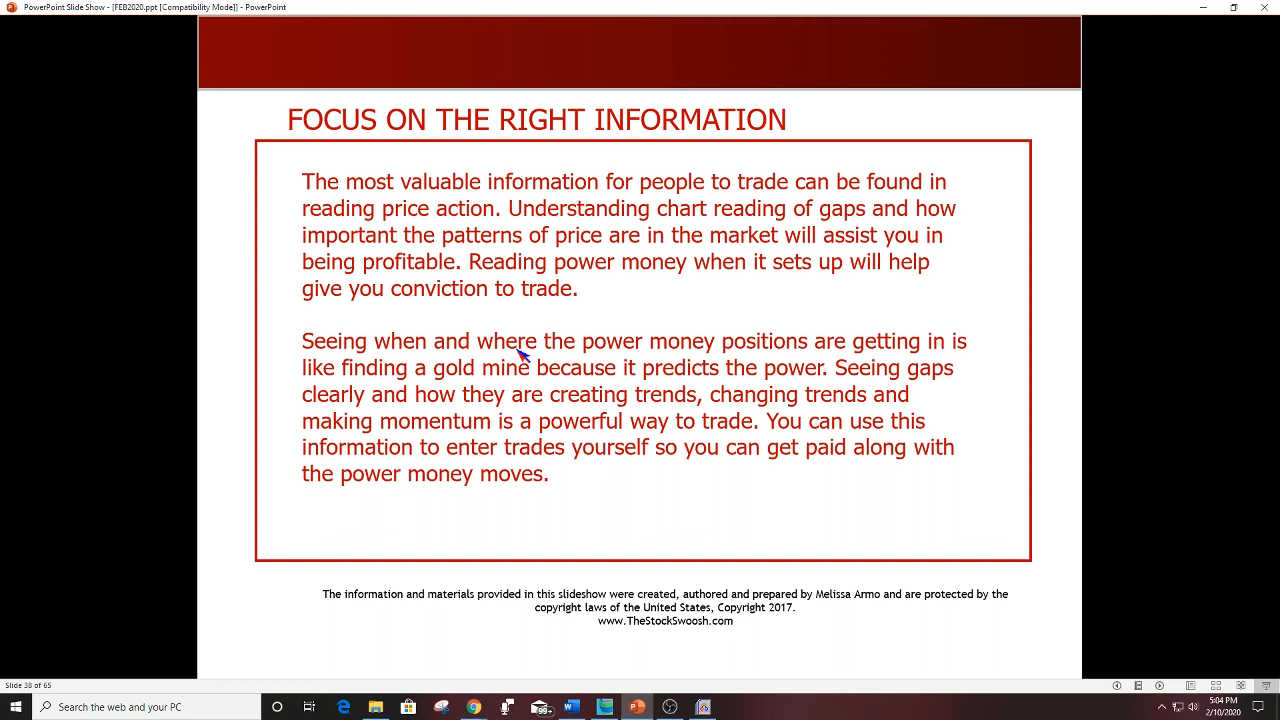 PowerPoint Slide Show - [FEB2020.ppt [Compatibility Mode]] - PowerPoint
FOCUS ON THE RIGHT INFORMATION
The most valuable information for people to trade can be found in
reading price action. Understanding chart reading of gaps and how
important the patterns of price are in the market will assist you in
being profitable. Reading power money when it sets up will help
give you conviction to trade.
Seeing when and where the power money positions are getting in is
like finding a gold mine because it predicts the power. Seeing gaps
clearly and how they are creating trends, changing trends and
making momentum is a powerful way to trade. You can use this
information to enter trades yourself so you can get paid along with
the power money moves.
The information and materials provided in this slideshow were created, authored and prepared by Melissa Armo and are protected by the
copyright laws of the United States, Copyright 2017.
www.TheStockSwoosh.com
Slide 38 of 65
Search the web and your PC
99+
5:04 PM
2/10/2020